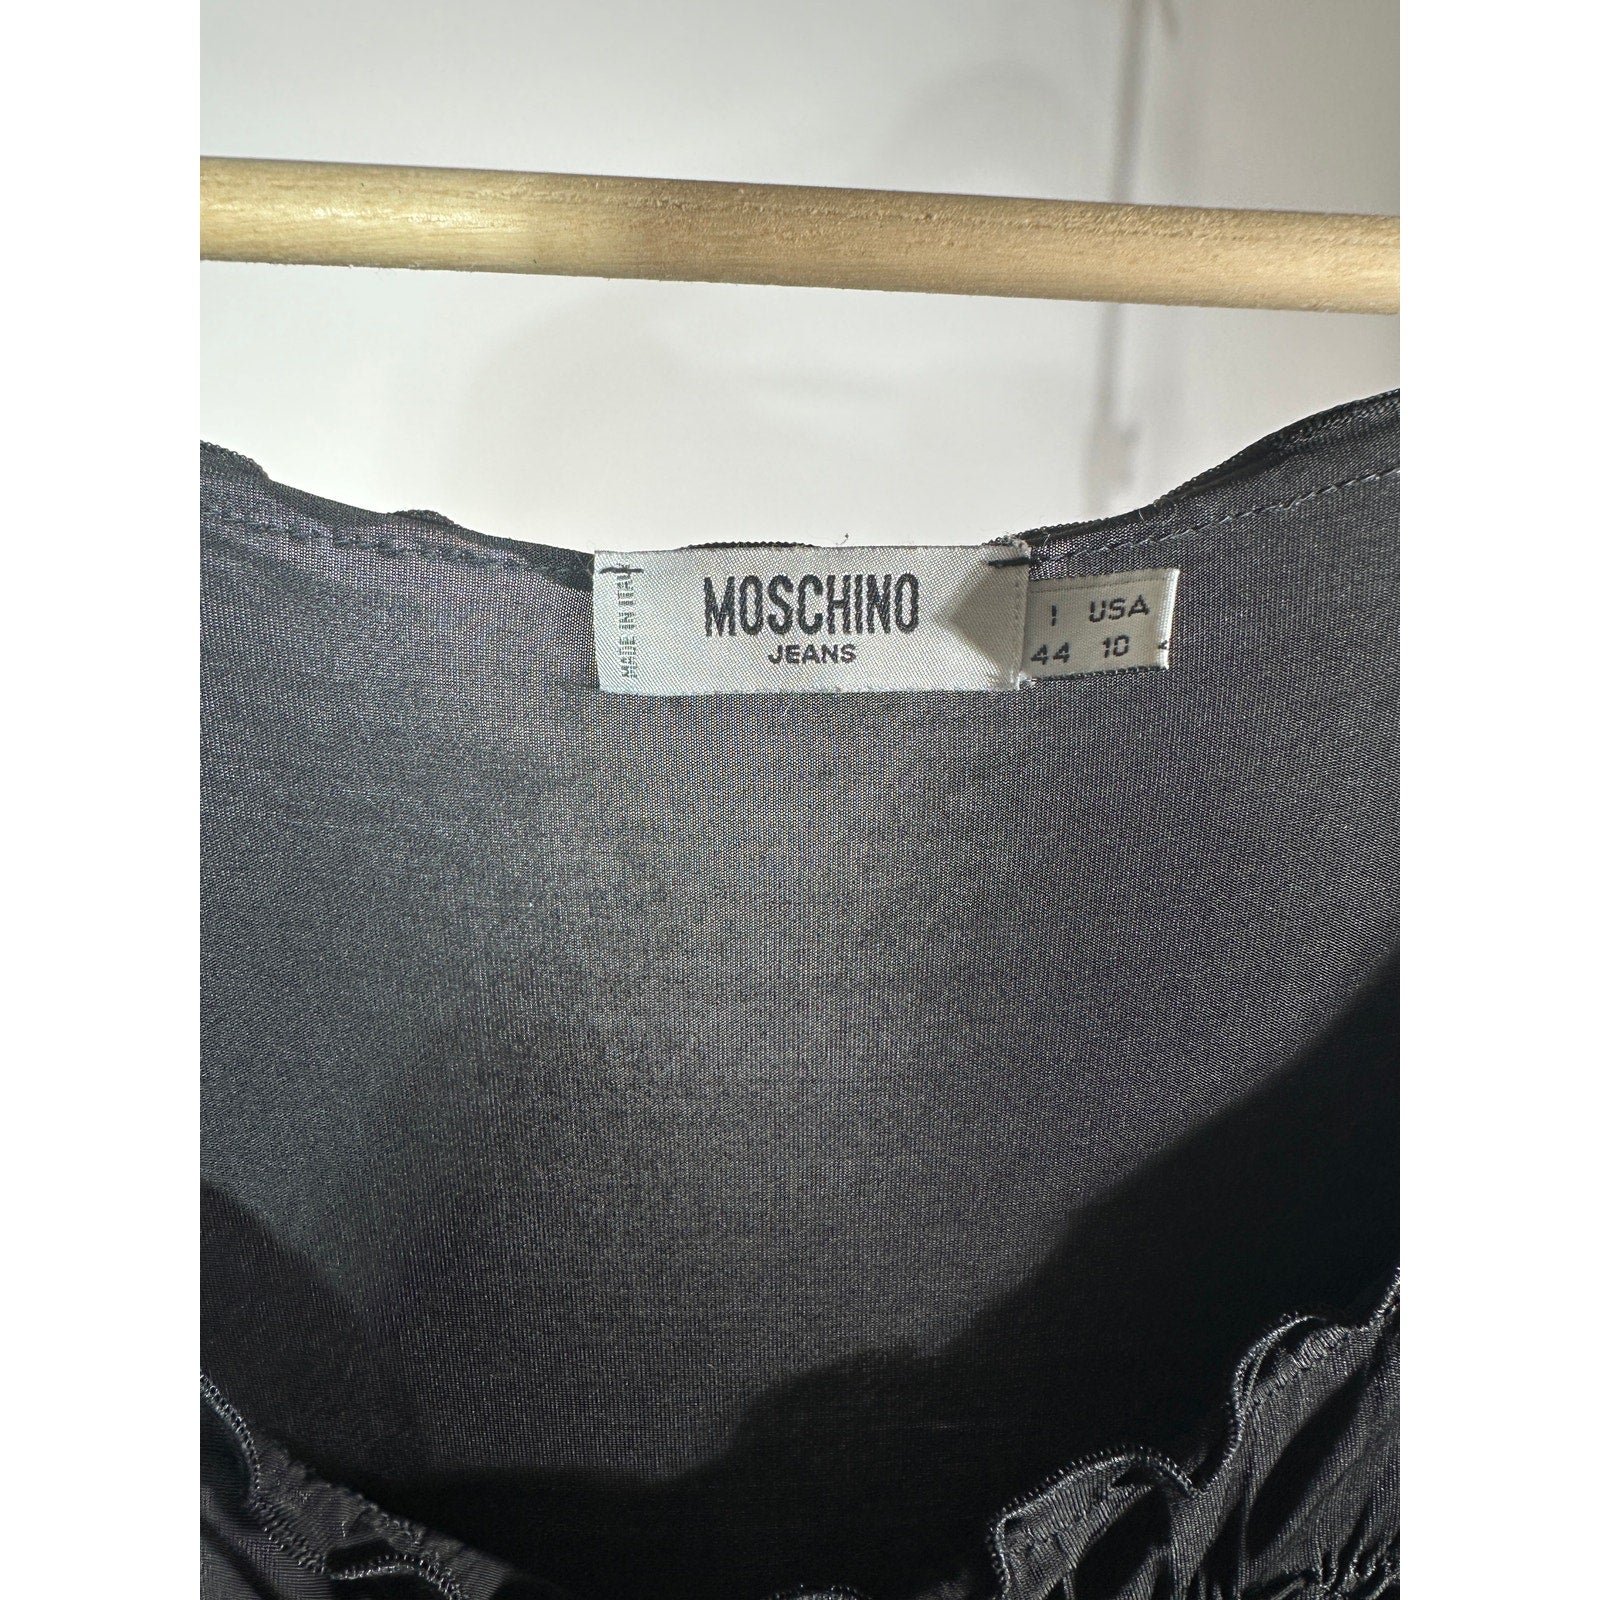 MADE IN ITALY
MOSCHINO
JEANS
I USA
44 10